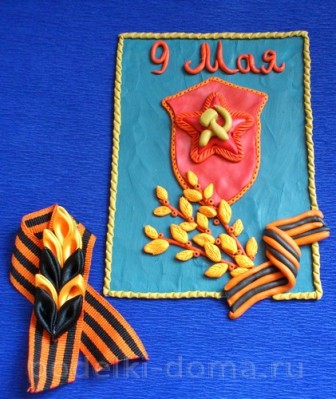 9 Мая
podelki-doma.ru